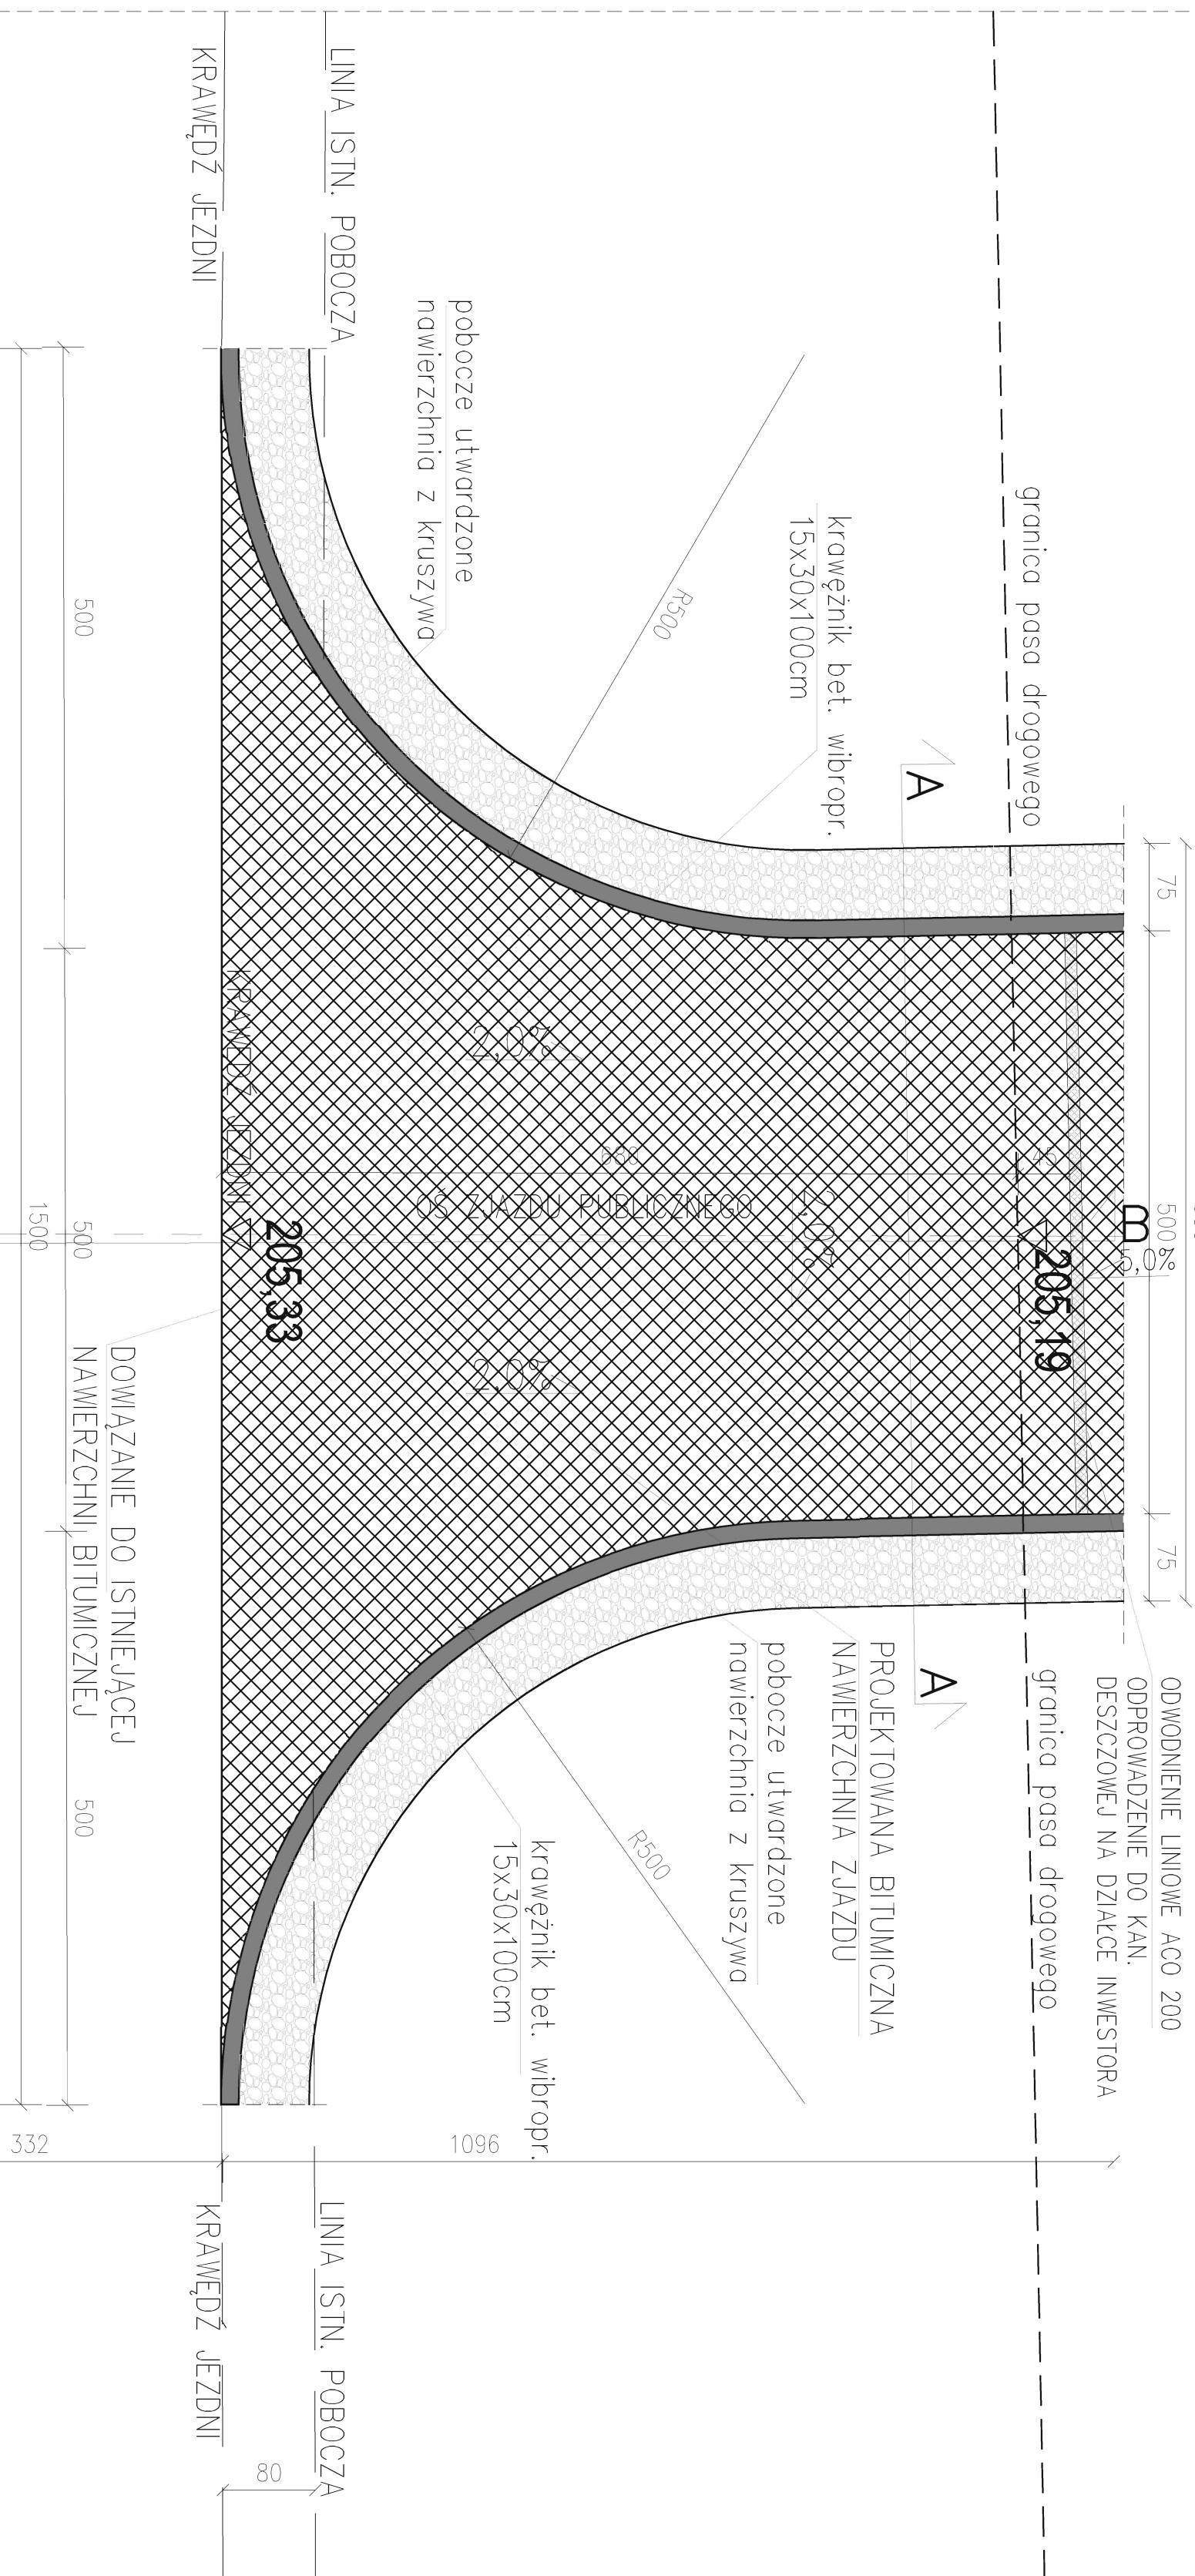 KRAWĘDŹ JEZDNI
LINIA ISTN. POBOCZA
pobocze utwardzone
nawierzchnia z kruszywa
krawężnik bet. wibropr.
15x30x100cm
granica pasa drogowego
R500
A
75
500
2,0%
KRAWĘDŹ JEZDNI
680
45
OŚ ZJAZDU PUBLICZNEGO
2,0%
B
500
5,0%
205,33
205,19
500
1500
2,0%
DOWIĄZANIE DO ISTNIEJĄCEJ
NAWIERZCHNI BITUMICZNEJ
75
A
ODWODNIENIE LINIOWE ACO 200
ODPROWADZENIE DO KAN.
DESZCZOWEJ NA DZIAŁCE INWESTORA
granica pasa drogowego
PROJEKTOWANA BITUMICZNA
NAWIERZCHNIA ZJAZDU
pobocze utwardzone
nawierzchnia z kruszywa
R500
krawężnik bet. wibropr.
15x30x100cm
500
332
1096
KRAWĘDŹ JEZDNI
LINIA ISTN. POBOCZA
80